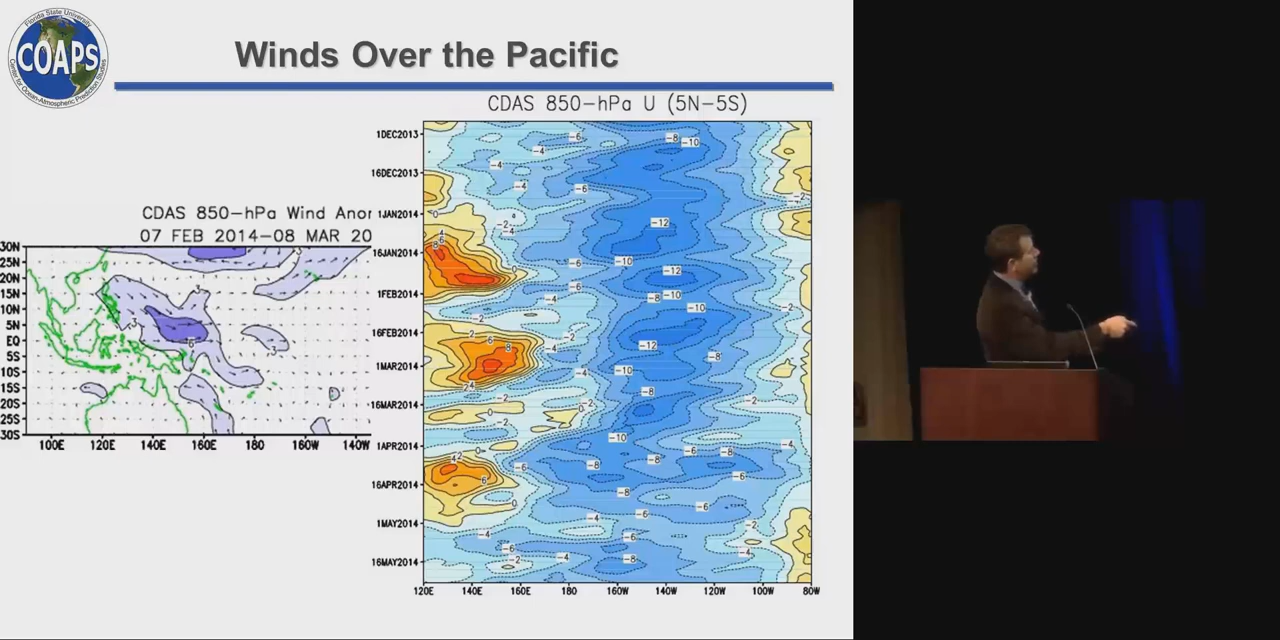 Florida State University
COAPS
Center for Ocean-Atmospheric Prediction Studies
Winds Over the Pacific
CDAS 850-hPa U (5N-5S)
1DEC2013
16DEC2013
1JAN2014
16JAN2014
1FEB2014
16FEB2014
1MAR2014
16MAR2014
1APR2014
16APR2014
1MAY2014
16MAY2014
120E 140E 160E 180 160W 140W 120W 100W 80W
CDAS 850-hPa Wind Anor
07 FEB 2014-08 MAR 20
30N
25N
20N
15N
10N
5N
EQ
5S
10S
15S
20S
25S
30S
100E 120E 140E 160E 180 160W 140W